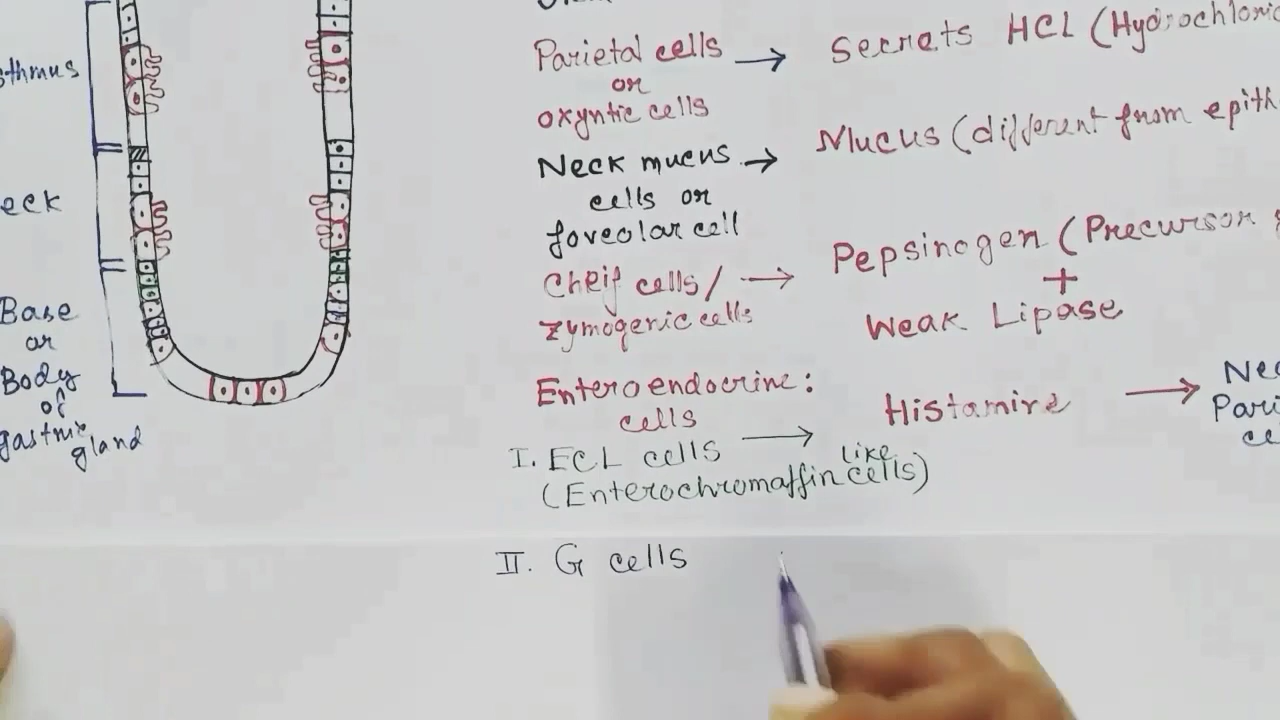 sthmus
eck
Base
or
Body
of
gastric
gland
Parietal cells
or
oxyntic cells
→ Secrets HCL (Hydrochloric
Neck mucus
cells or
foveolar cell
→ Mucus (different from epith
Cheif cells/
zymogenic cells
→ Pepsinogen (Precursor
+
Weak Lipase
Enteroendocrine:
cells
I. ECL cells → Histamine →
(Enterochromaffin like cells)
Nec
Pari
ce
II. G cells